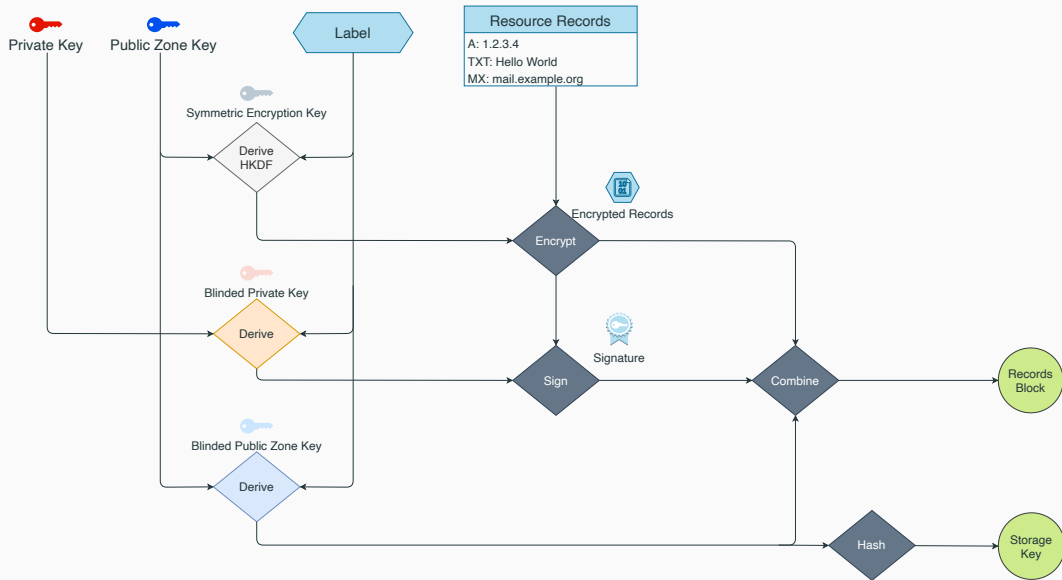 Private Key
Public Zone Key
Label
Resource Records
A: 1.2.3.4
TXT: Hello World
MX: mail.example.org
Symmetric Encryption Key
Derive
HKDF
10
01
Encrypted Records
Encrypt
Blinded Private Key
Derive
Signature
Sign
Combine
Records
Block
Blinded Public Zone Key
Derive
Hash
Storage
Key